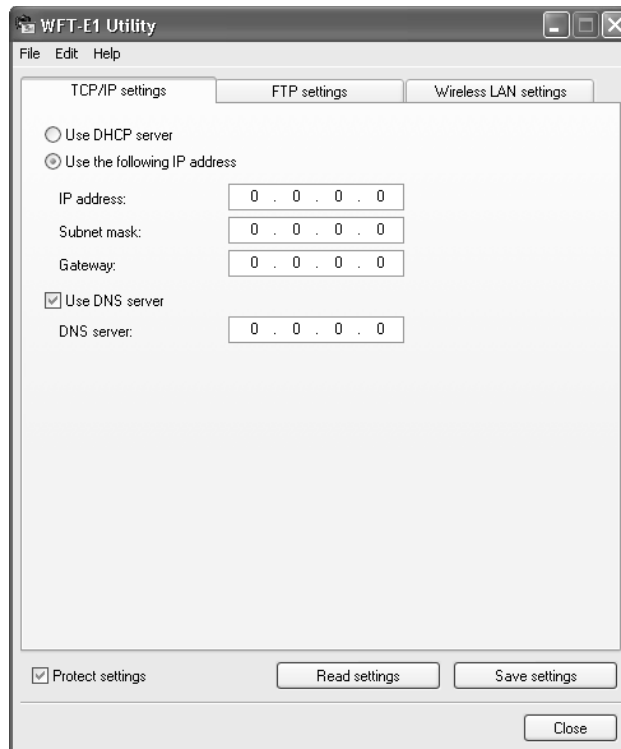 WFT-E1 Utility
File Edit Help
TCP/IP settings FTP settings Wireless LAN settings
Use DHCP server
Use the following IP address
IP address: 0 . 0 . 0 . 0
Subnet mask: 0 . 0 . 0 . 0
Gateway: 0 . 0 . 0 . 0
Use DNS server
DNS server: 0 . 0 . 0 . 0
Protect settings Read settings Save settings
Close